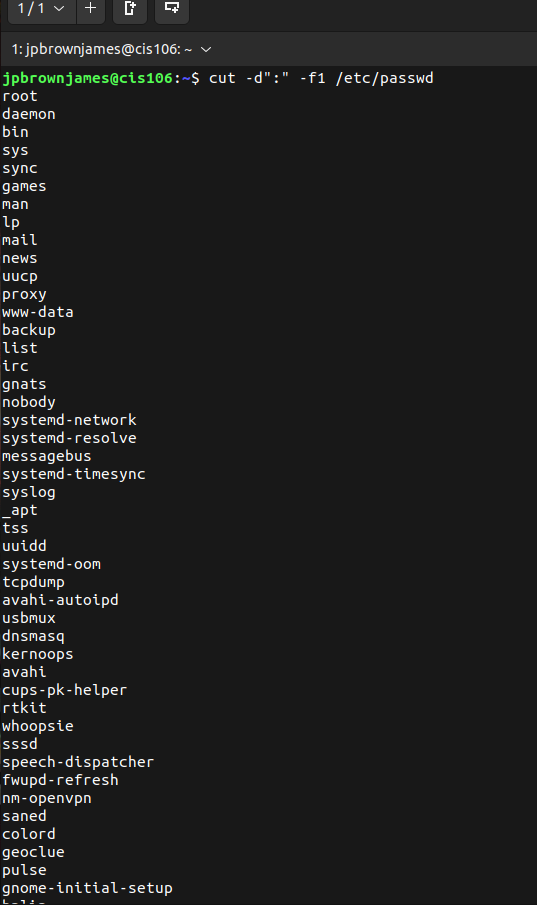 1 / 1
1: jpbrownjames@cis106: ~
jpbrownjames@cis106:~$ cut -d":" -f1 /etc/passwd
root
daemon
bin
sys
sync
games
man
lp
mail
news
uucp
proxy
www-data
backup
list
irc
gnats
nobody
systemd-network
systemd-resolve
messagebus
systemd-timesync
syslog
_apt
tss
uuidd
systemd-oom
tcpdump
avahi-autoipd
usbmux
dnsmasq
kernoops
avahi
cups-pk-helper
rtkit
whoopsie
sssd
speech-dispatcher
fwupd-refresh
nm-openvpn
saned
colord
geoclue
pulse
gnome-initial-setup